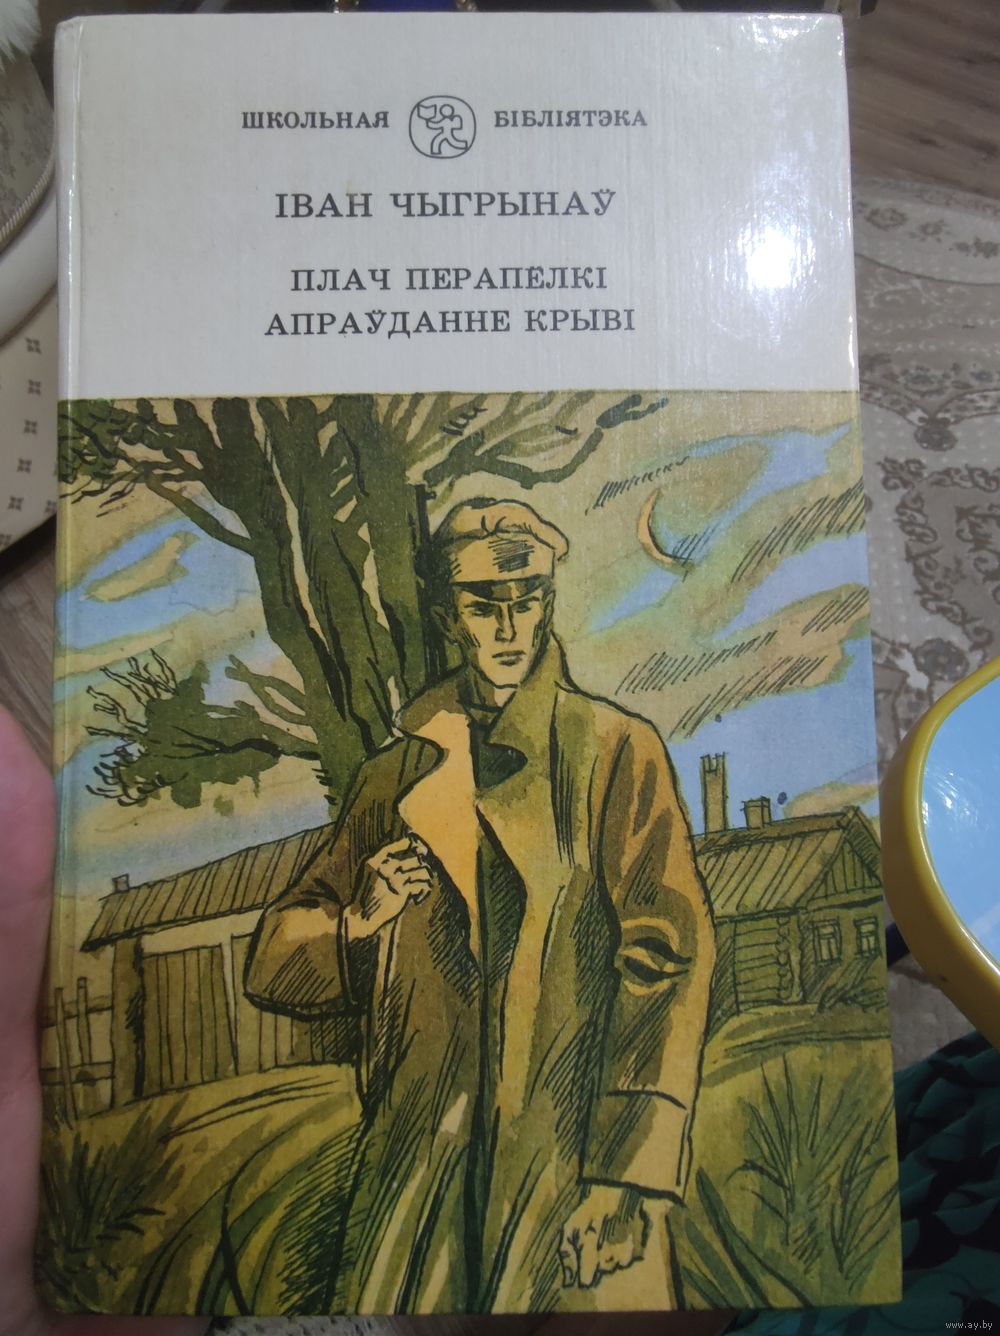 ШКОЛЬНАЯ БІБЛІЯТЭКА
ІВАН ЧЫГРЫНАЎ
ПЛАЧ ПЕРАПЁЛКІ
АПРАЎДАННЕ КРЫВІ
www.ay.by